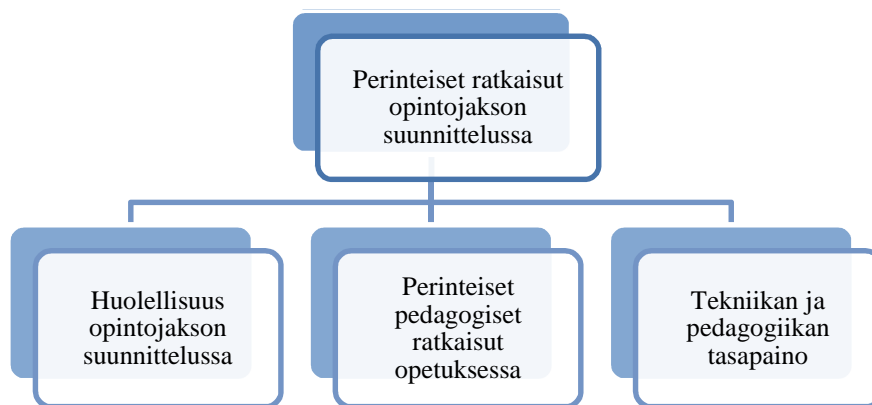 Perinteiset ratkaisut
opintojakson
suunnittelussa
Huolellisuus
opintojakson
suunnittelussa
Perinteiset
pedagogiset
ratkaisut
opetuksessa
Tekniikan ja
pedagogiikan
tasapaino